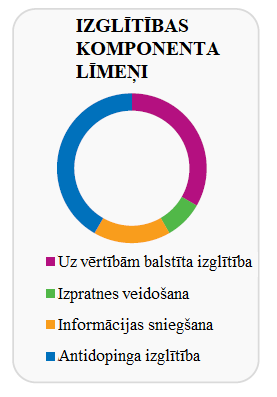 IZGLĪTĪBAS
KOMPONENTA
LĪMEŅI
Uz vērtībām balstīta izglītība
Izpratnes veidošana
Informācijas sniegšana
Antidopinga izglītība